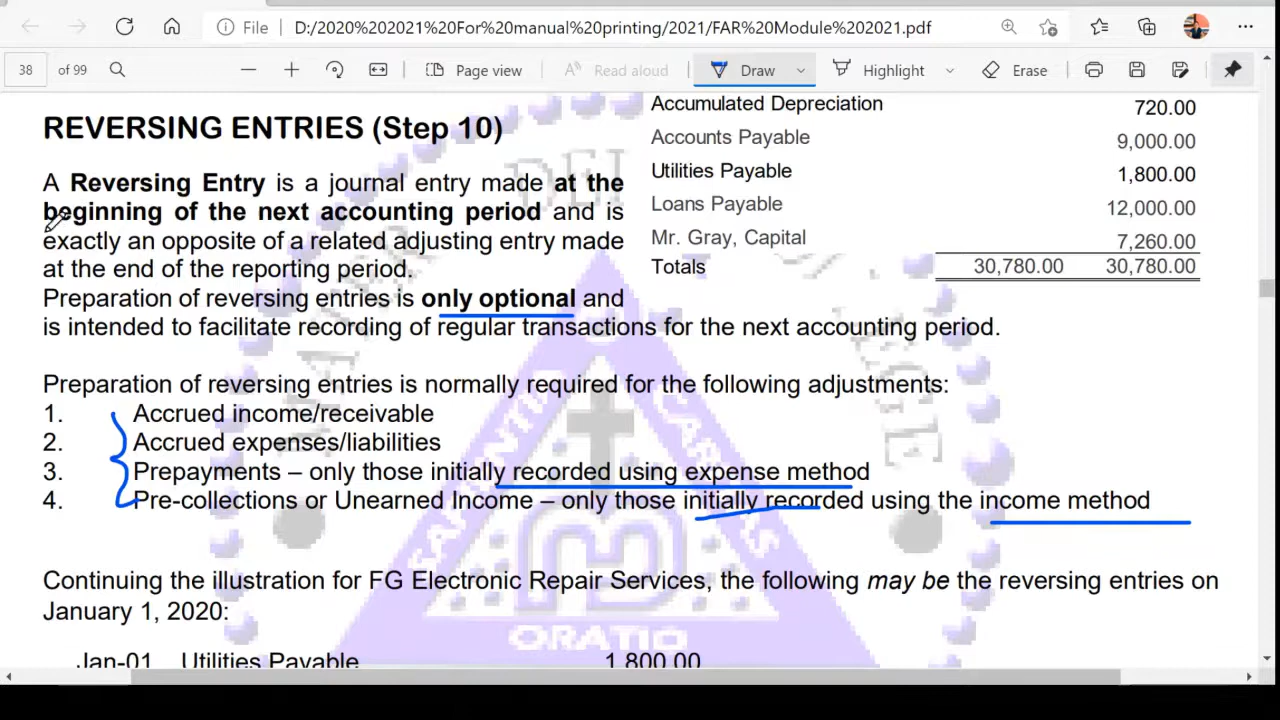 File D:/2020%202021%20For%20manual%20printing/2021/FAR%20Module%202021.pdf
38 of 99 Page view Read aloud Draw Highlight Erase
REVERSING ENTRIES (Step 10)
A Reversing Entry is a journal entry made at the
beginning of the next accounting period and is
exactly an opposite of a related adjusting entry made
at the end of the reporting period.
Preparation of reversing entries is only optional and
is intended to facilitate recording of regular transactions for the next accounting period.
Accumulated Depreciation 720.00
Accounts Payable 9,000.00
Utilities Payable 1,800.00
Loans Payable 12,000.00
Mr. Gray, Capital 7,260.00
Totals 30,780.00 30,780.00
Preparation of reversing entries is normally required for the following adjustments:
1. Accrued income/receivable
2. Accrued expenses/liabilities
3. Prepayments – only those initially recorded using expense method
4. Pre-collections or Unearned Income – only those initially recorded using the income method
Continuing the illustration for FG Electronic Repair Services, the following may be the reversing entries on
January 1, 2020:
Jan-01 Utilities Payable 1,800.00
DEI
ORATIO